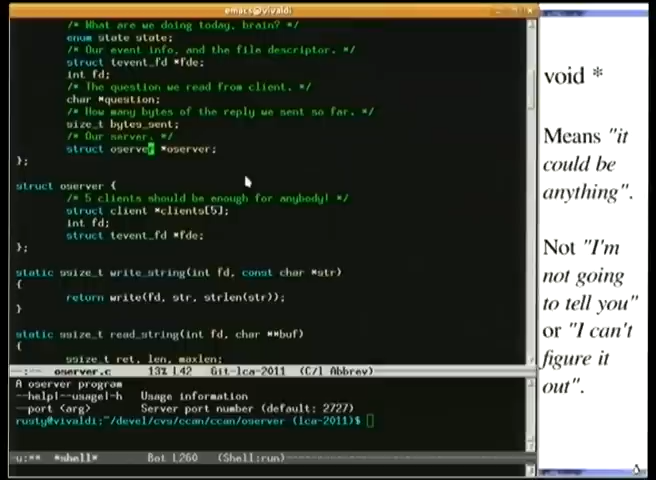 emacs@vivaldi
/* What are we doing today, brain? */
enum state state;
/* Our event info, and the file descriptor. */
struct tevent_fd *fde;
int fd;
/* The question we read from client. */
char *question;
/* How many bytes of the reply we sent so far. */
size_t bytes_sent;
/* Our server. */
struct oserver *oserver;
};
struct oserver {
/* 5 clients should be enough for anybody! */
struct client *clients[5];
int fd;
struct tevent_fd *fde;
};
static ssize_t write_string(int fd, const char *str)
{
return write(fd, str, strlen(str));
}
static ssize_t read_string(int fd, char **buf)
{
ssize_t ret, len, maxlen;
--:--- oserver.c 13% L42 Git-lca-2011 (C/l Abbrev)
A oserver program
--help|--usage|-h Usage information
--port <arg> Server port number (default: 2727)
rusty@vivaldi:~/devel/cvs/ccan/ccan/oserver (lca-2011)$
u:** *shell* Bot L260 (Shell:run)
void *
Means "it
could be
anything".
Not "I'm
not going
to tell you"
or "I can't
figure it
out".